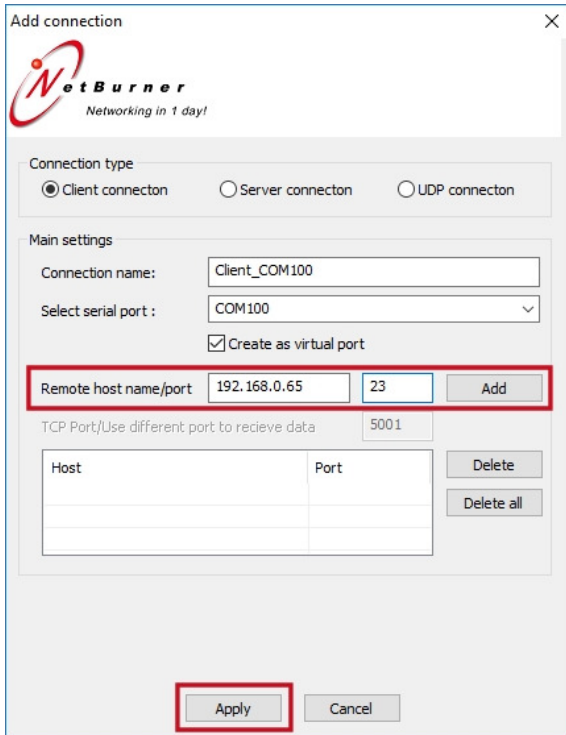 Add connection
NetBurner
Networking in 1 day!
Connection type
Client connecton Server connecton UDP connecton
Main settings
Connection name: Client_COM100
Select serial port : COM100
Create as virtual port
Remote host name/port 192.168.0.65 23 Add
TCP Port/Use different port to recieve data 5001
Host Port Delete
Delete all
Apply Cancel